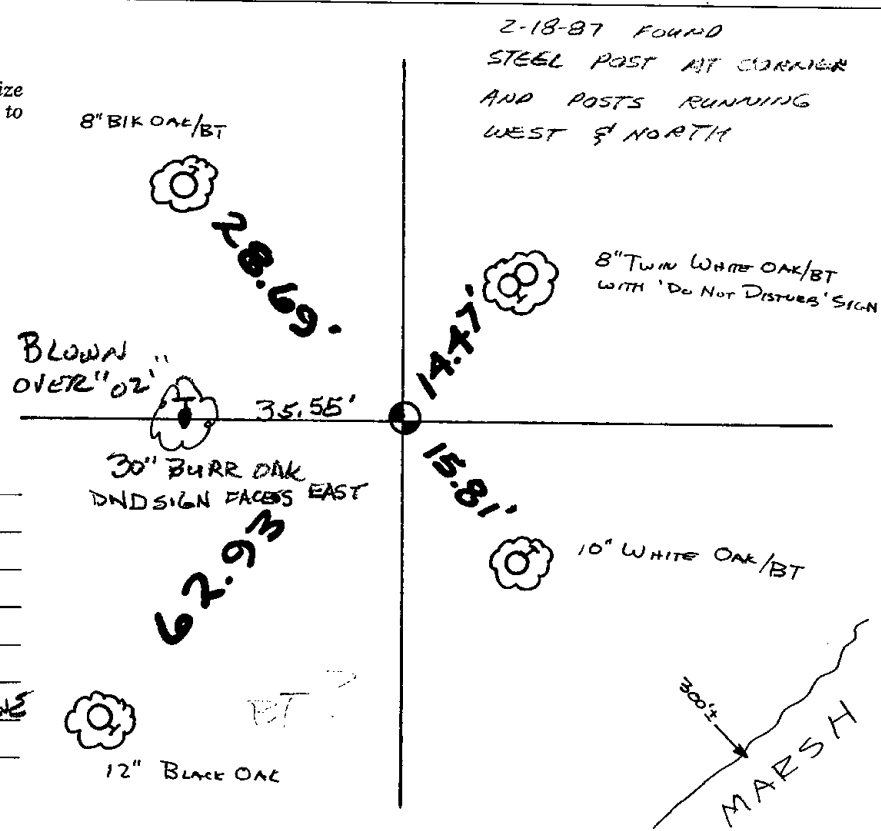 2-18-87 FOUND
STEEL POST AT CORNER
AND POSTS RUNNING
WEST & NORTH
ize
to
8" BlK OAK/BT
28.69'
8" TWIN WHITE OAK/BT
WITH 'DO NOT DISTURB' SIGN
14.47'
BLOWN
OVER "02"
35.55'
30" BURR OAK
DND SIGN FACES EAST
15.81'
62.93
10" WHITE OAK/BT
BT ?
12" BLACK OAK
300'±
MARSH